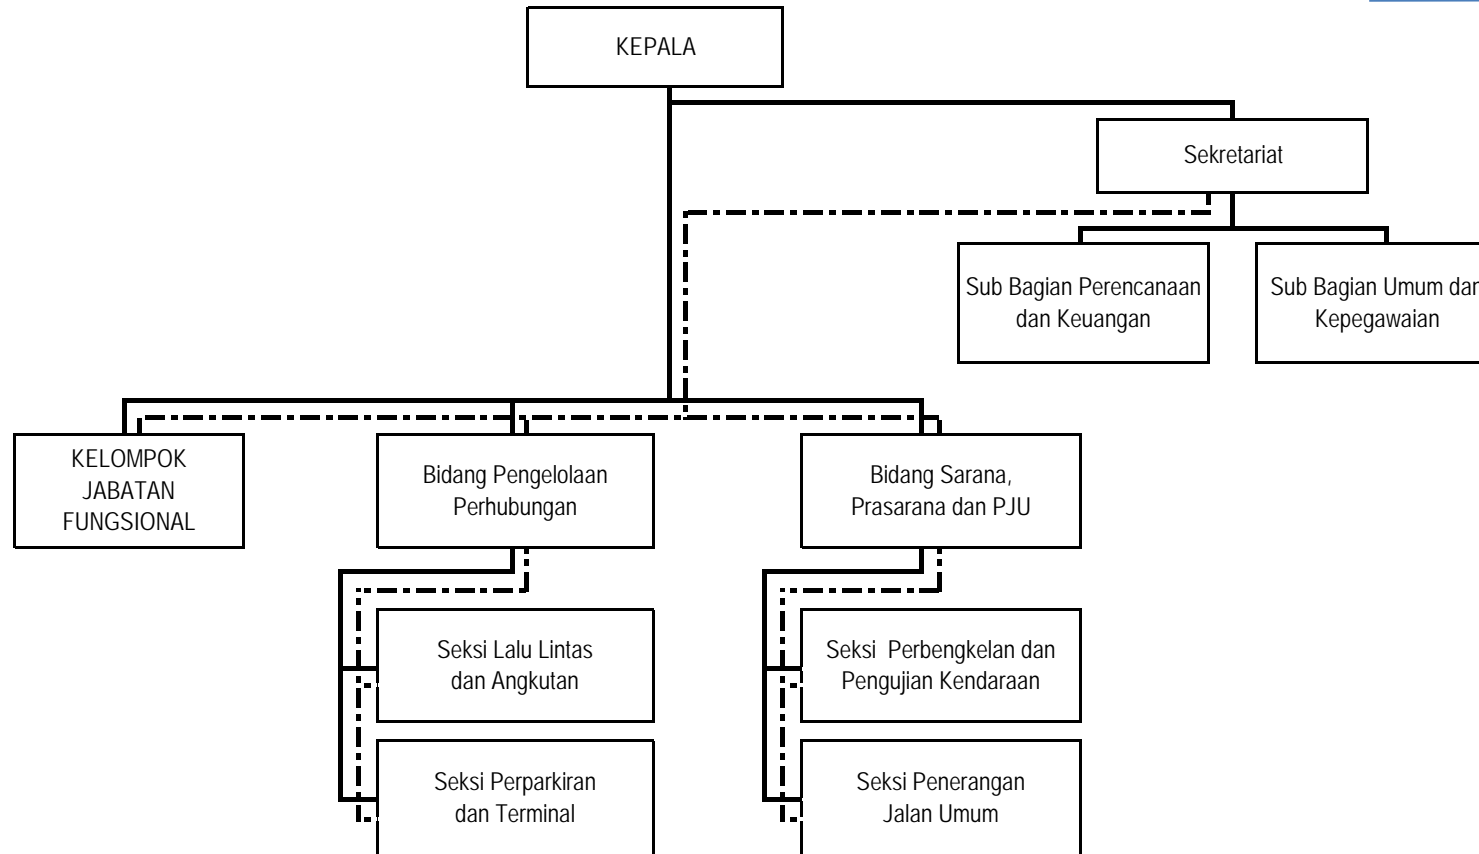 KEPALA
Sekretariat
Sub Bagian Perencanaan
dan Keuangan
Sub Bagian Umum dan
Kepegawaian
KELOMPOK
JABATAN
FUNGSIONAL
Bidang Pengelolaan
Perhubungan
Bidang Sarana,
Prasarana dan PJU
Seksi Lalu Lintas
dan Angkutan
Seksi  Perbengkelan dan
Pengujian Kendaraan
Seksi Perparkiran
dan Terminal
Seksi Penerangan
Jalan Umum